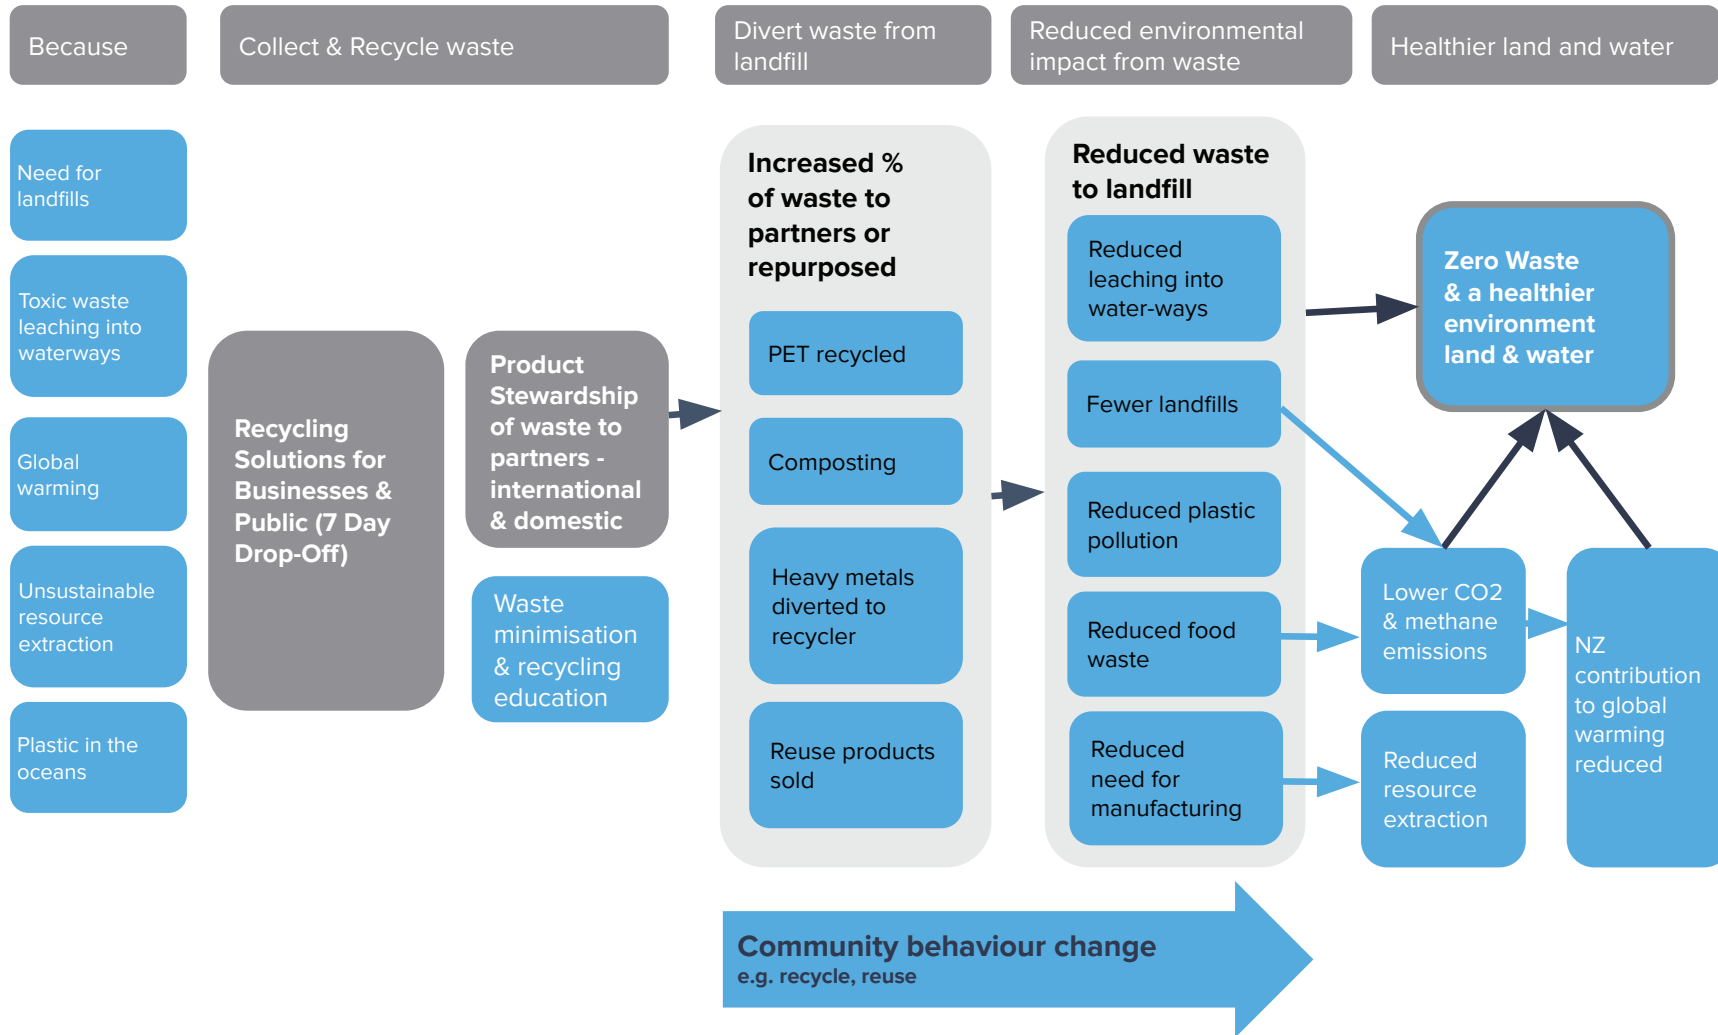 Because
Collect & Recycle waste
Divert waste from
landfill
Reduced environmental
impact from waste
Healthier land and water
Need for
landfills
Toxic waste
leaching into
waterways
Global
warming
Unsustainable
resource
extraction
Plastic in the
oceans
Recycling
Solutions for
Businesses &
Public (7 Day
Drop-Off)
Product
Stewardship
of waste to
partners -
international
& domestic
Waste
minimisation
& recycling
education
Increased %
of waste to
partners or
repurposed
PET recycled
Composting
Heavy metals
diverted to
recycler
Reuse products
sold
Reduced waste
to landfill
Reduced
leaching into
water-ways
Fewer landfills
Reduced plastic
pollution
Reduced food
waste
Reduced
need for
manufacturing
Zero Waste
& a healthier
environment
land & water
Lower CO2
& methane
emissions
Reduced
resource
extraction
NZ
contribution
to global
warming
reduced
Community behaviour change
e.g. recycle, reuse